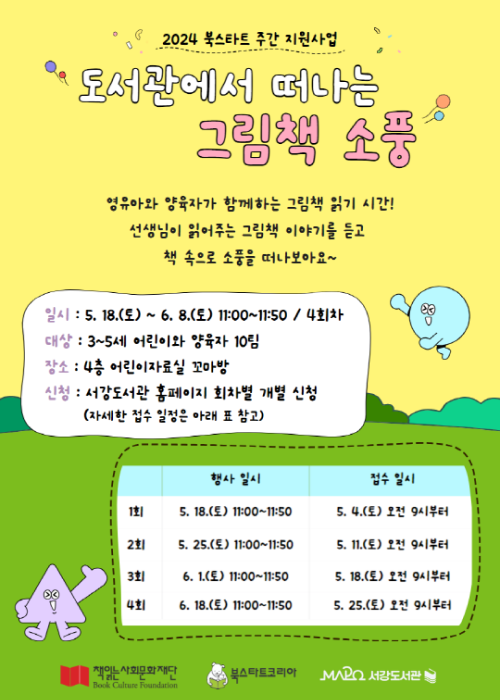 2024 북스타트 주간 지원사업
도서관에서 떠나는
그림책 소풍
영유아와 양육자가 함께하는 그림책 읽기 시간!
선생님이 읽어주는 그림책 이야기를 듣고
책 속으로 소풍을 떠나보아요~
일시 : 5. 18.(토) ~ 6. 8.(토) 11:00~11:50 / 4회차
대상 : 3~5세 어린이와 양육자 10팀
장소 : 4층 어린이자료실 꼬마방
신청 : 서강도서관 홈페이지 회차별 개별 신청
(자세한 접수 일정은 아래 표 참고)
행사 일시 접수 일시
1회 5. 18.(토) 11:00~11:50 5. 4.(토) 오전 9시부터
2회 5. 25.(토) 11:00~11:50 5. 11.(토) 오전 9시부터
3회 6. 1.(토) 11:00~11:50 5. 18.(토) 오전 9시부터
4회 6. 18.(토) 11:00~11:50 5. 25.(토) 오전 9시부터
책읽는사회문화재단 북스타트코리아 MAPO 서강도서관
Book Culture Foundation